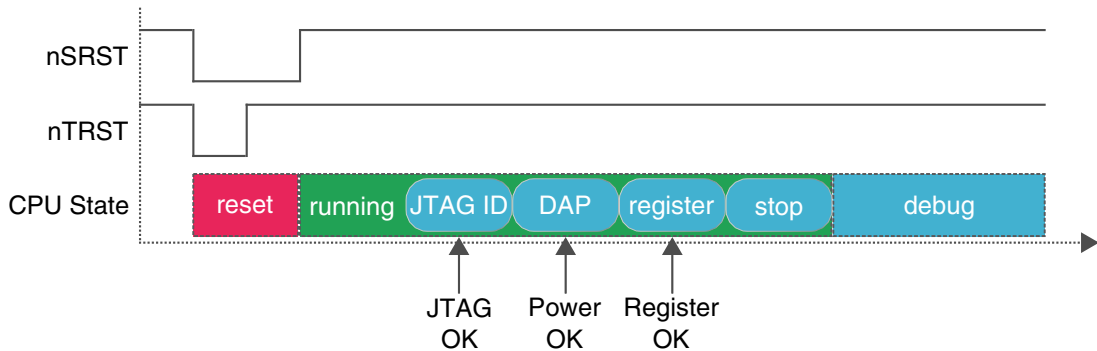 nSRST
nTRST
CPU State
reset
running
JTAG ID
DAP
register
stop
debug
JTAG
OK
Power
OK
Register
OK